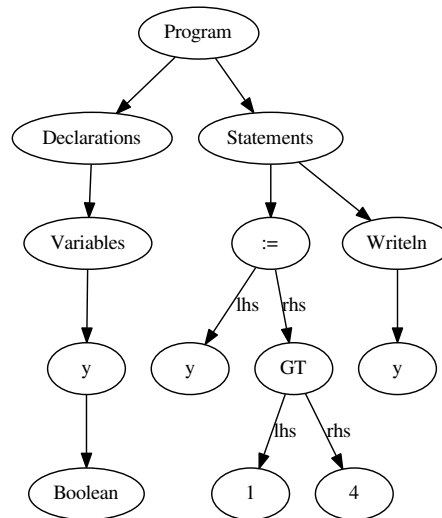 Program
Declarations Statements
Variables := Writeln
lhs rhs
y y GT y
lhs rhs
Boolean 1 4